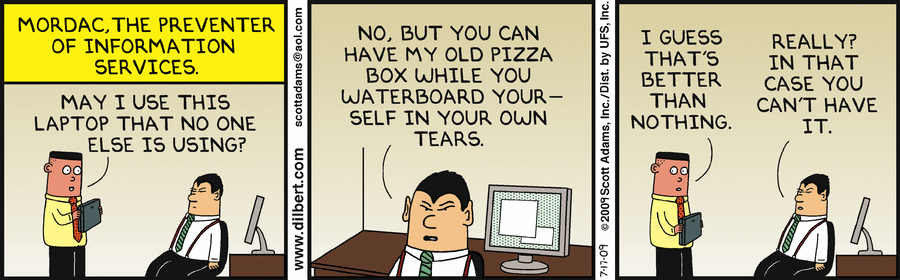 MORDAC, THE PREVENTER
OF INFORMATION
SERVICES.
MAY I USE THIS
LAPTOP THAT NO ONE
ELSE IS USING?
www.dilbert.com
scottadams@aol.com
NO, BUT YOU CAN
HAVE MY OLD PIZZA
BOX WHILE YOU
WATERBOARD YOUR–
SELF IN YOUR OWN
TEARS.
7-17-09 © 2009 Scott Adams, Inc./Dist. by UFS, Inc.
I GUESS
THAT'S
BETTER
THAN
NOTHING.
REALLY?
IN THAT
CASE YOU
CAN'T HAVE
IT.